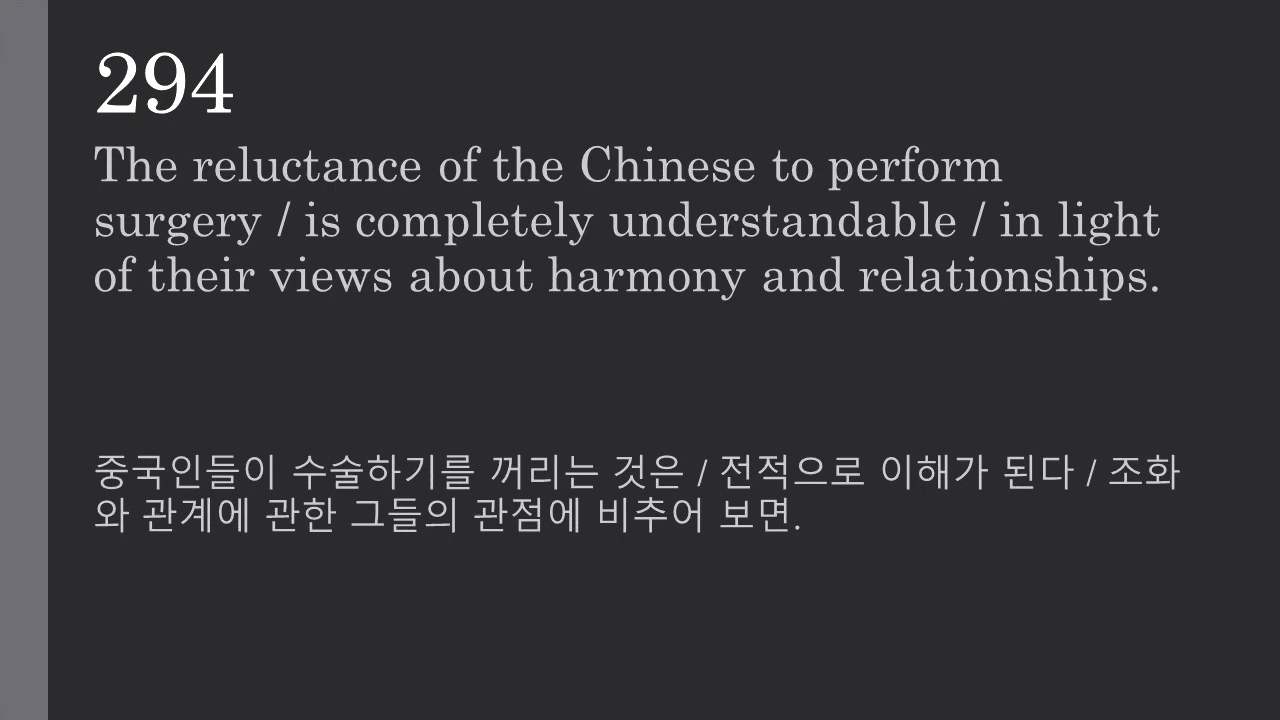 294
The reluctance of the Chinese to perform
surgery / is completely understandable / in light
of their views about harmony and relationships.
중국인들이 수술하기를 꺼리는 것은 / 전적으로 이해가 된다 / 조화
와 관계에 관한 그들의 관점에 비추어 보면.